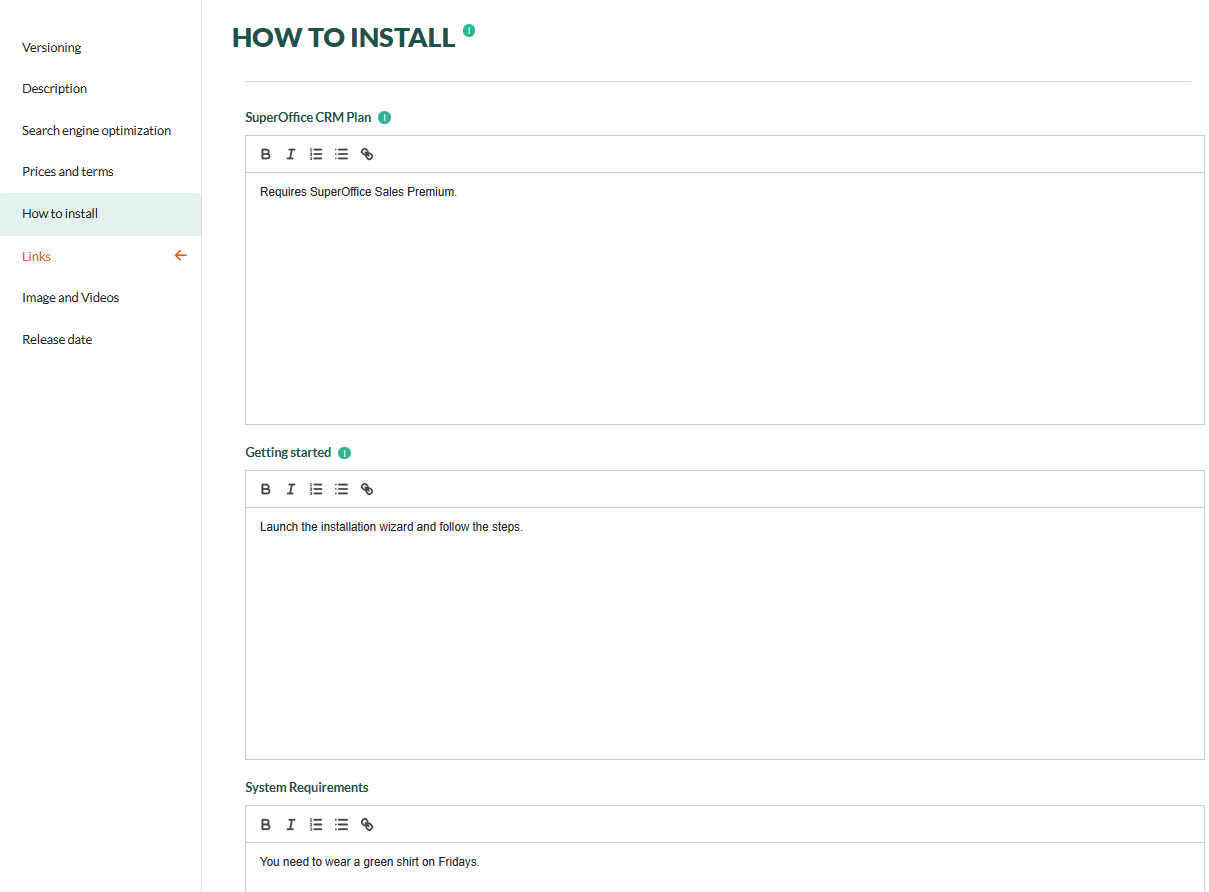 Versioning
Description
Search engine optimization
Prices and terms
How to install
Links
Image and Videos
Release date
HOW TO INSTALL
SuperOffice CRM Plan
Requires SuperOffice Sales Premium.
Getting started
Launch the installation wizard and follow the steps.
System Requirements
You need to wear a green shirt on Fridays.